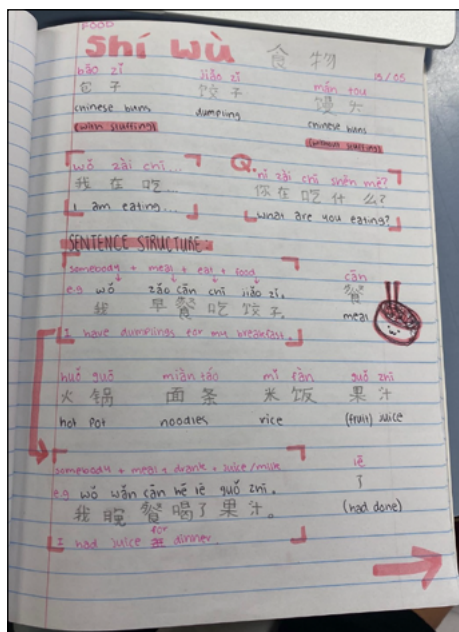 FOOD
shí wù 食物
19/05
bāo zǐ jiǎo zī mán tou
包子 饺子 馒头
chinese buns dumpling chinese buns
(with stuffing) (without stuffing)
wǒ zài chī... Q. nǐ zài chī shén mé?
我在吃... 你在吃什么?
I am eating... what are you eating?
SENTENCE STRUCTURE:
somebody + meal + eat + food
e.g wǒ zǎo cān chī jiǎo zi. cān
我早餐吃饺子. 餐
I have dumplings for my breakfast. meal
huǒ guō miàn táo mǐ fàn guǒ zhī
火锅 面条 米饭 果汁
hot pot noodles rice (fruit) juice
somebody + meal + drank + juice/milk lē
e.g wǒ wǎn cān hē lē guǒ zhī. 了
我晚餐喝了果汁。 (had done)
I had juice for dinner.